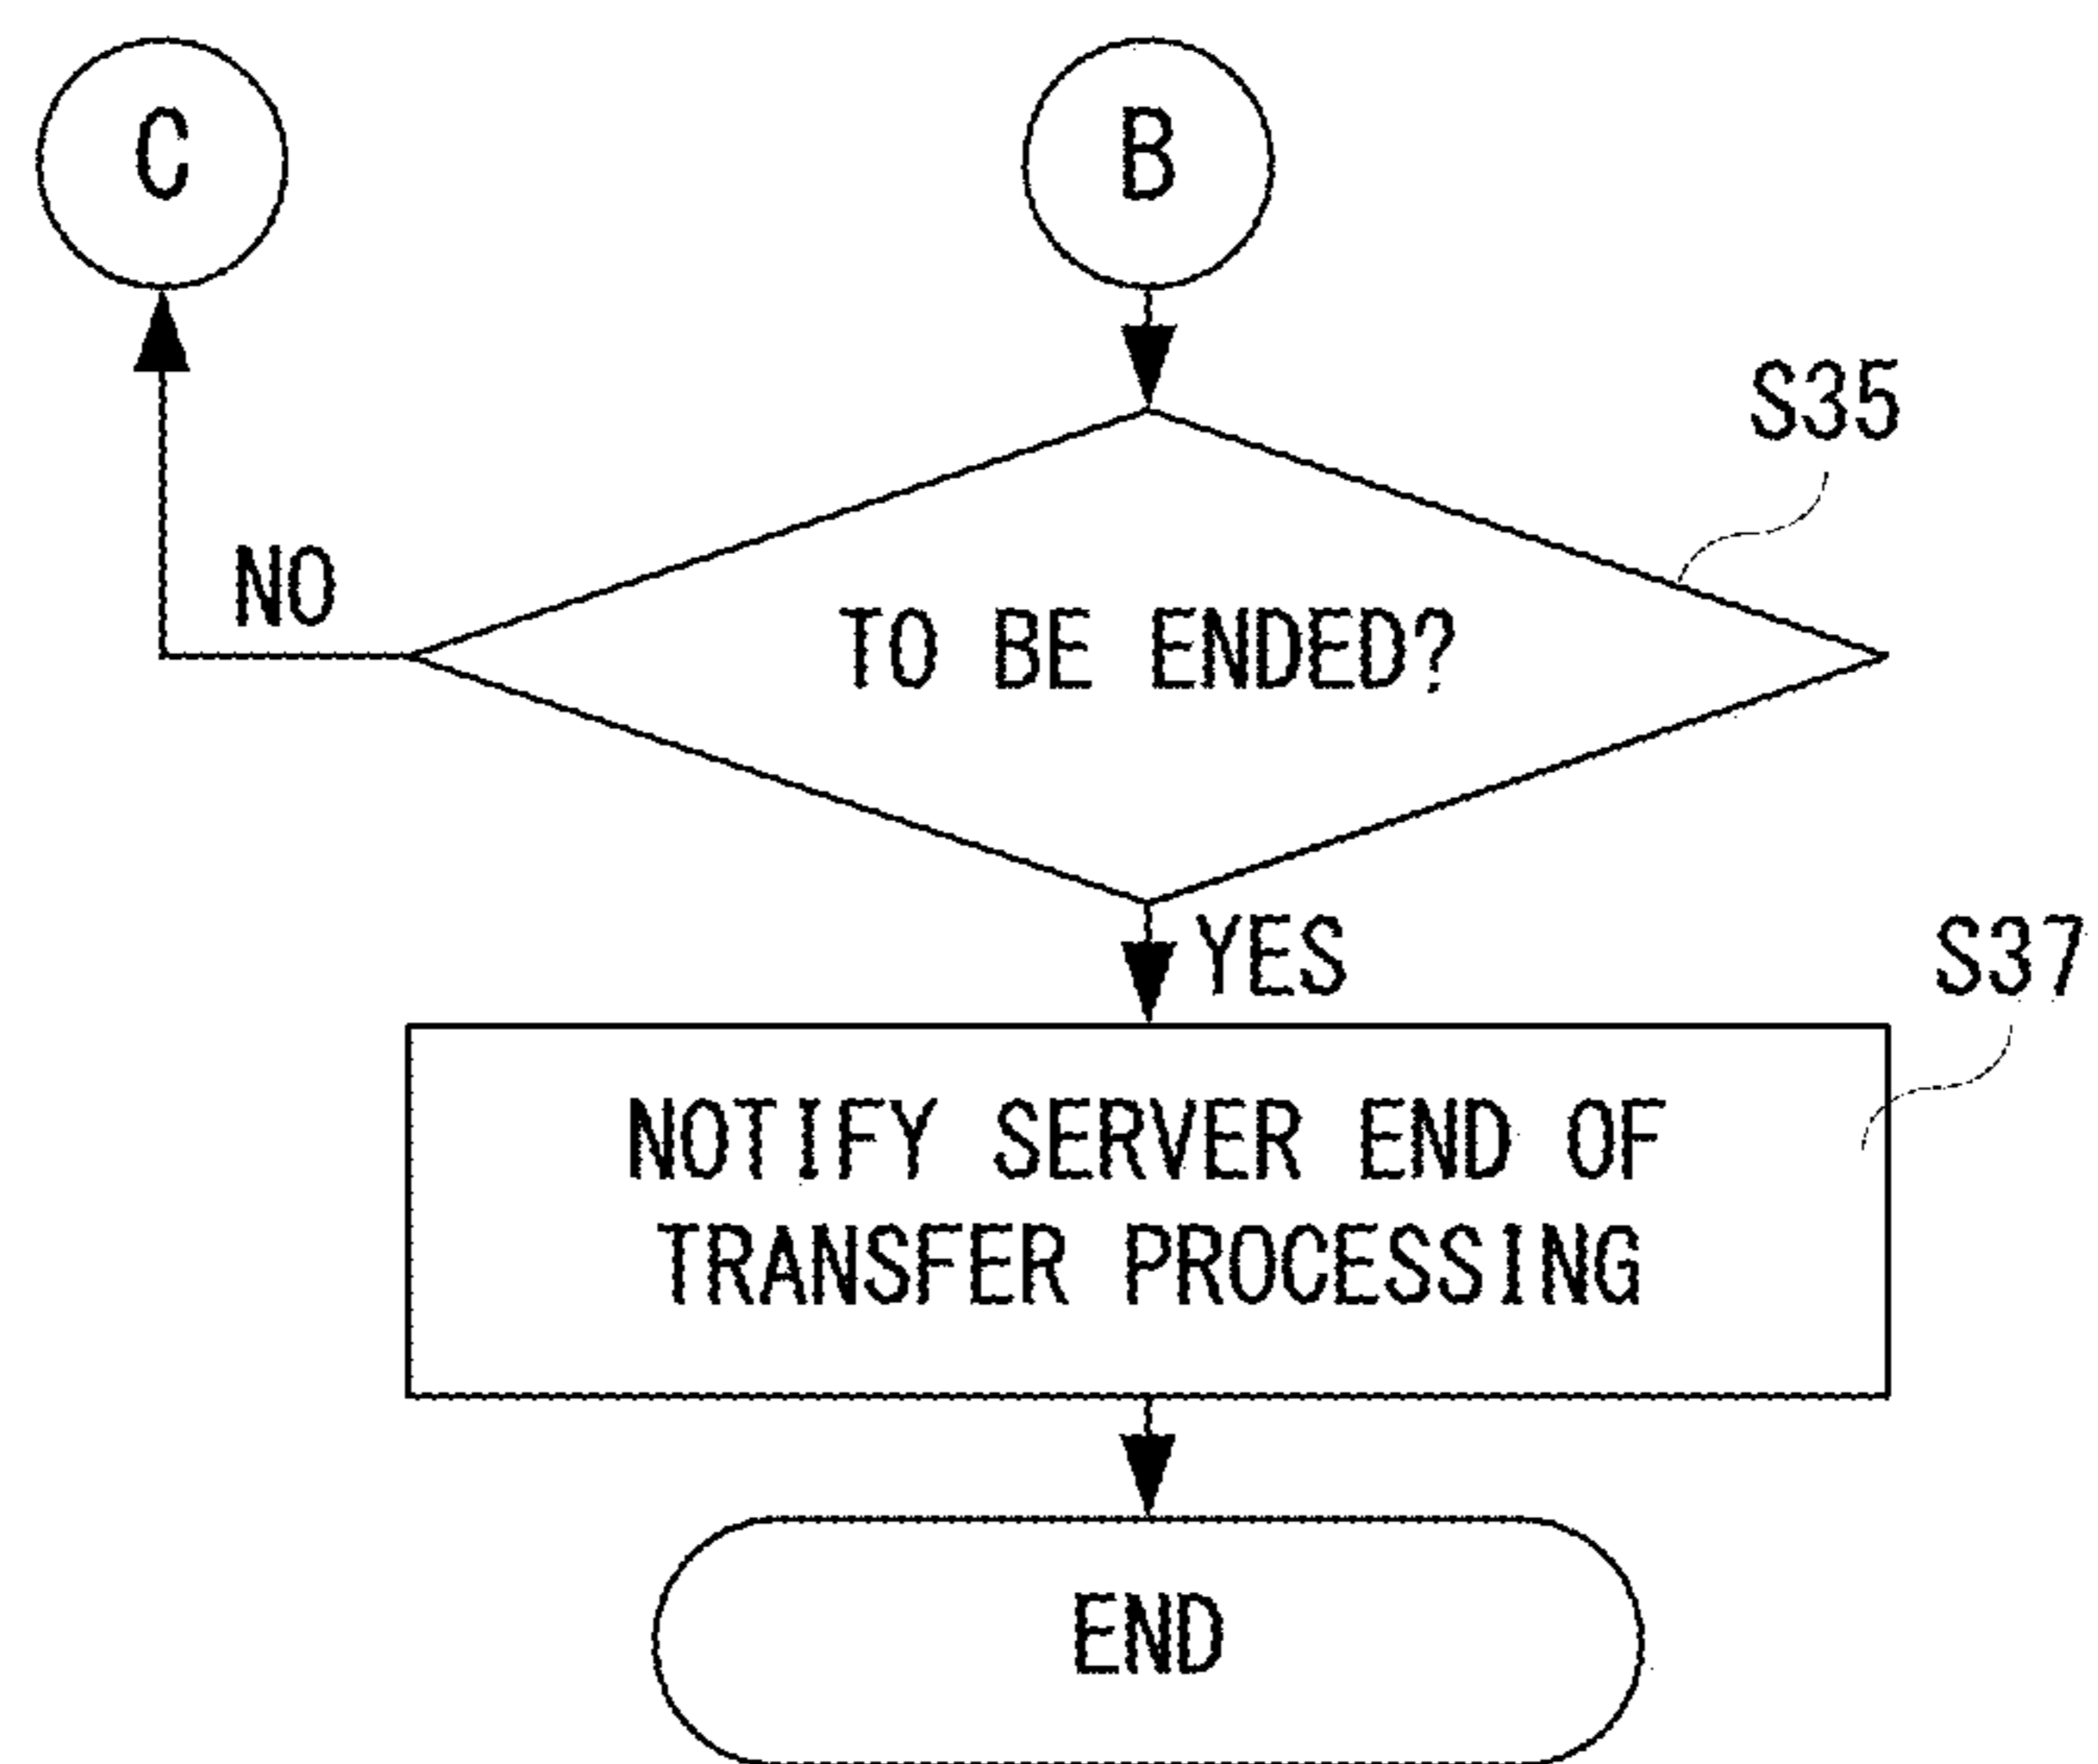 C
B
S35
NO
TO BE ENDED?
YES
S37
NOTIFY SERVER END OF
TRANSFER PROCESSING
END